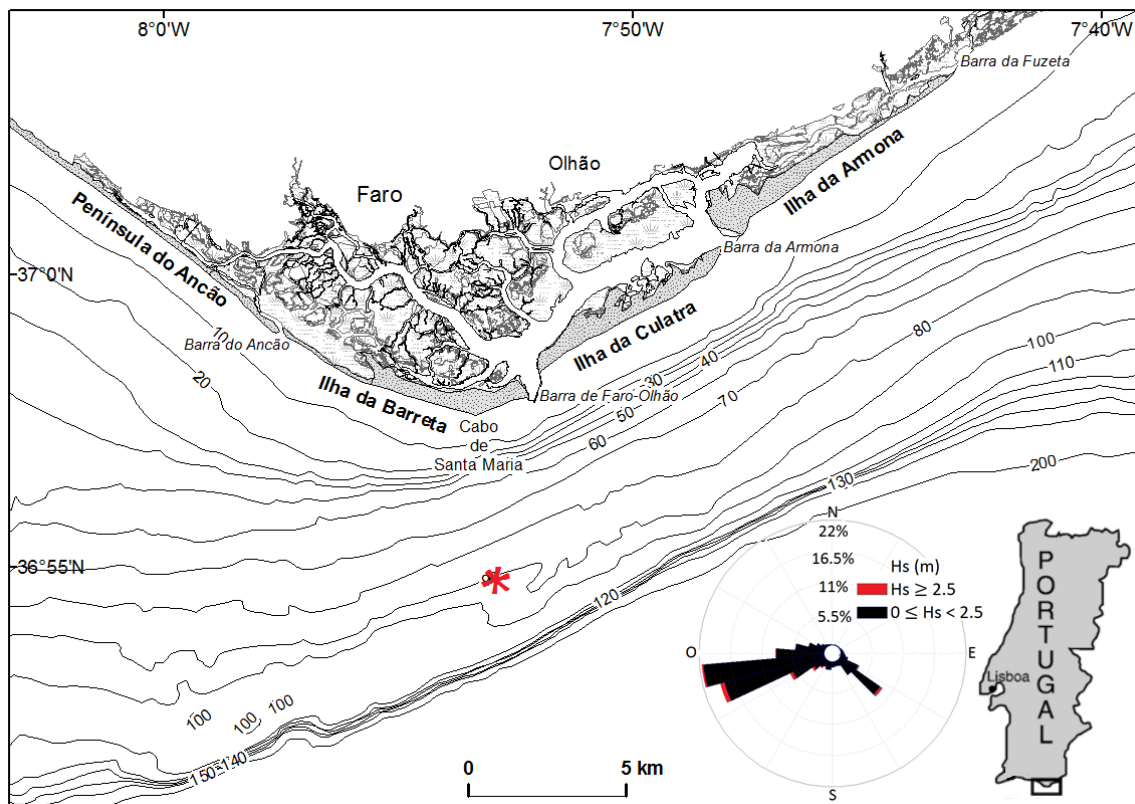 8°0'W
7°50'W
7°40'W
Barra da Fuzeta
Olhão
Faro
Ilha da Armona
Península do Ancão
Barra da Armona
37°0'N
Ilha da Culatra
10
20
Barra do Ancão
Ilha da Barreta
Barra de Faro-Olhão
Cabo
de
Santa Maria
30
40
50
60
70
80
100
110
200
130
36°55'N
120
100
100
100
150
140
N
22%
16.5%
11%
5.5%
Hs (m)
Hs ≥ 2.5
0 ≤ Hs < 2.5
O
E
S
PORTUGAL
Lisboa
0
5 km